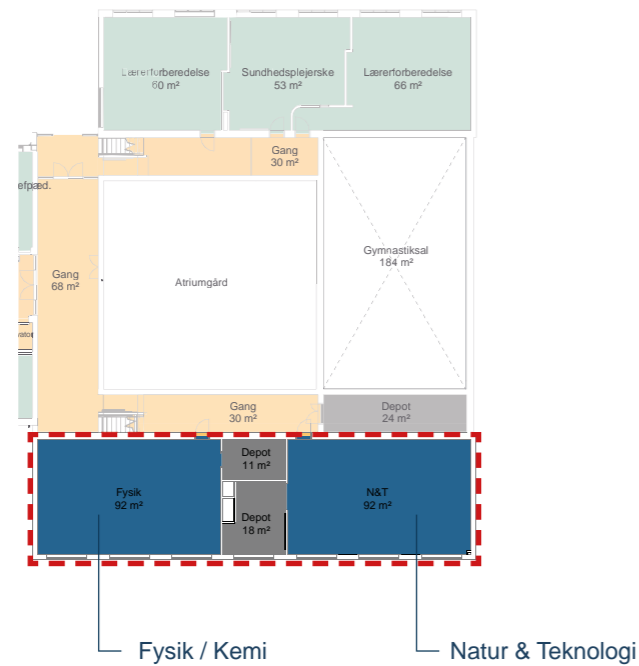 Lærerforberedelse
60 m²
Sundhedsplejerske
53 m²
Lærerforberedelse
66 m²
Gang
30 m²
efpæd.
Gang
68 m²
Gymnastiksal
184 m²
Atriumgård
Gang
30 m²
Depot
24 m²
Depot
11 m²
Fysik
92 m²
N&T
92 m²
Depot
18 m²
Fysik / Kemi
Natur & Teknologi